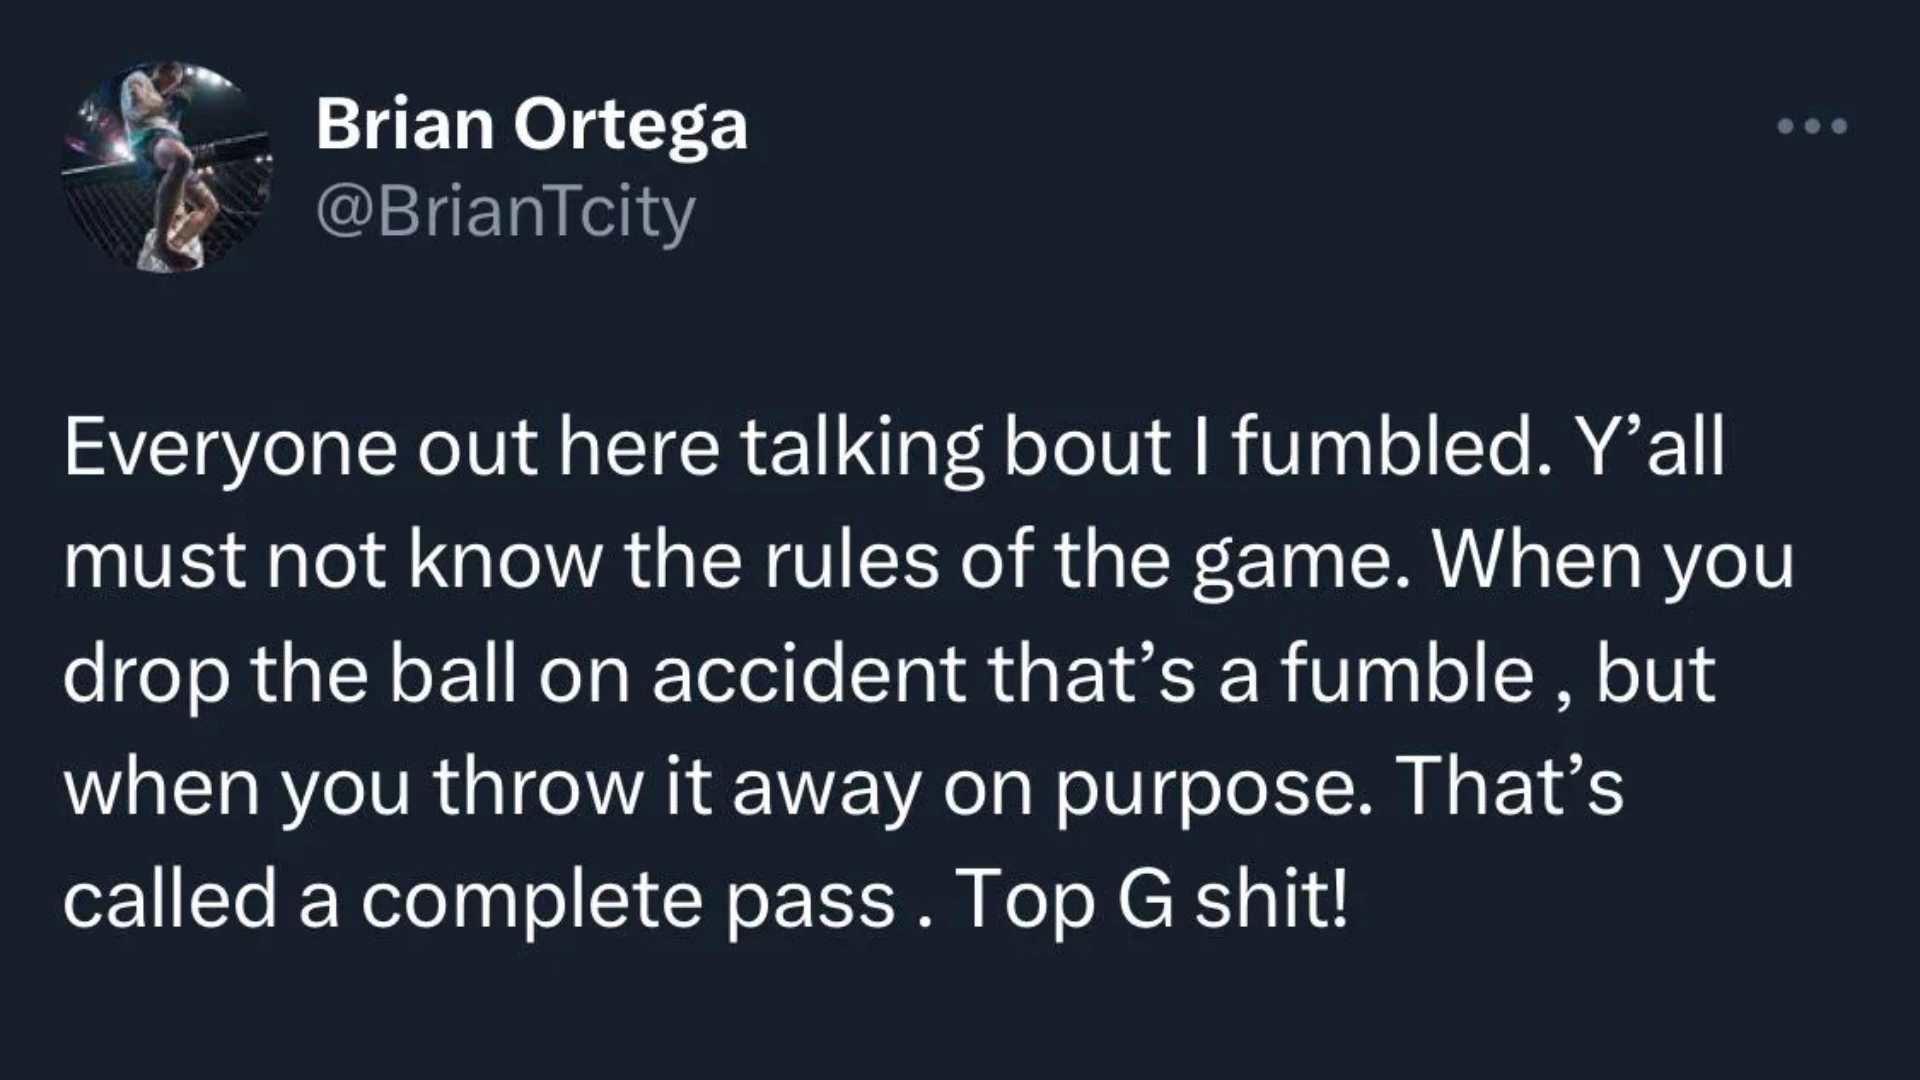 Brian Ortega
@BrianTcity
Everyone out here talking bout I fumbled. Y’all
must not know the rules of the game. When you
drop the ball on accident that’s a fumble , but
when you throw it away on purpose. That’s
called a complete pass . Top G shit!